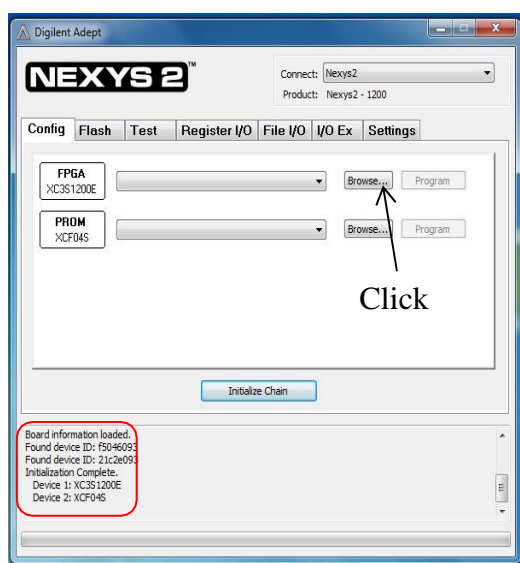 Digilent Adept
NEXYS 2™
Connect: Nexys2
Product: Nexys2 - 1200
Config Flash Test Register I/O File I/O I/O Ex Settings
FPGA
XC3S1200E
Browse... Program
PROM
XCF04S
Browse... Program
Click
Initialize Chain
Board information loaded.
Found device ID: f5046093
Found device ID: 21c2e093
Initialization Complete.
Device 1: XC3S1200E
Device 2: XCF04S